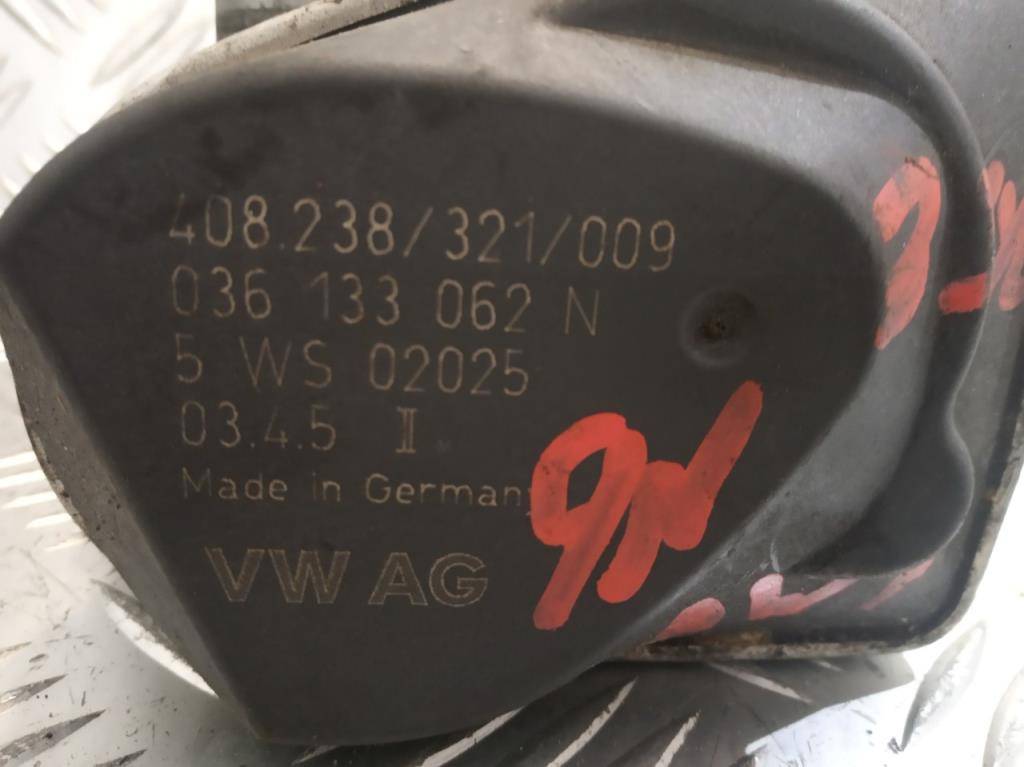 408.238/321/009
036 133 062 N
5 WS 02025
03.4.5 II
Made in Germany
VW AG
9N